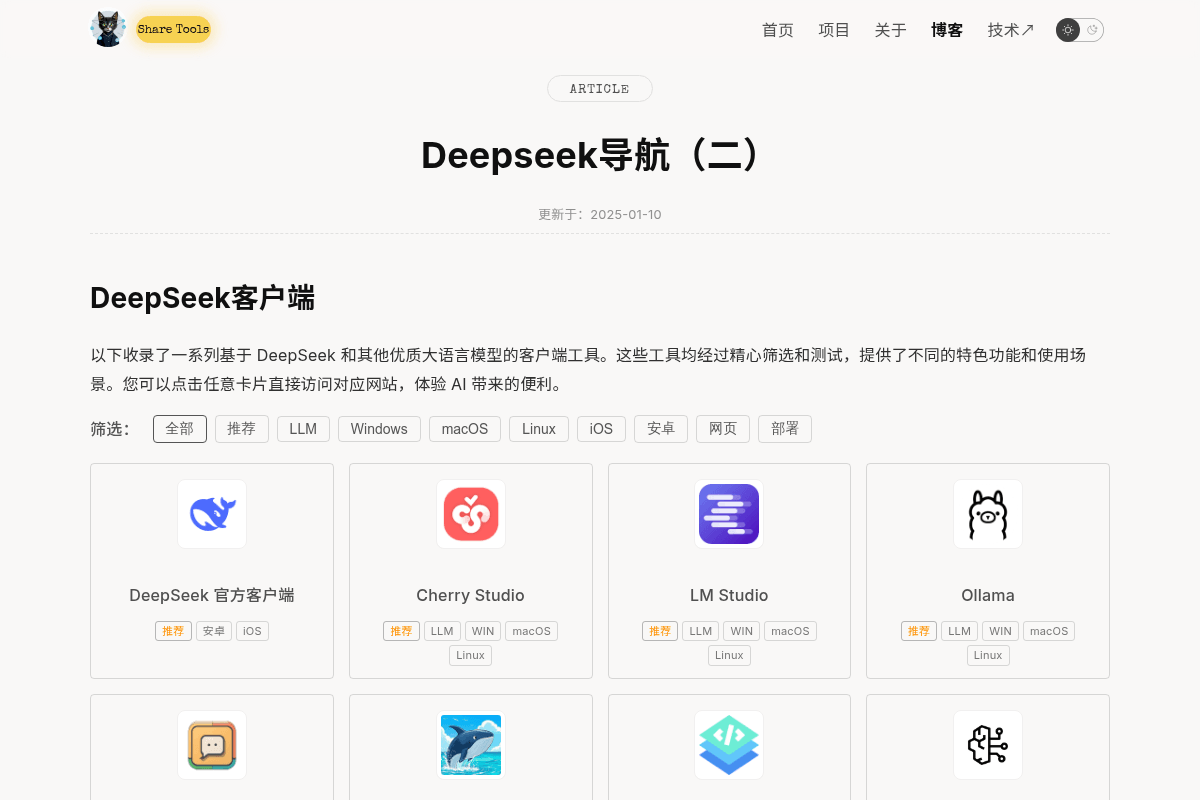 Share Tools
首页 项目 关于 博客 技术↗
ARTICLE
Deepseek导航（二）
更新于：2025-01-10
DeepSeek客户端
以下收录了一系列基于 DeepSeek 和其他优质大语言模型的客户端工具。这些工具均经过精心筛选和测试，提供了不同的特色功能和使用场
景。您可以点击任意卡片直接访问对应网站，体验 AI 带来的便利。
筛选： 全部 推荐 LLM Windows macOS Linux iOS 安卓 网页 部署
DeepSeek 官方客户端
推荐 安卓 iOS
Cherry Studio
推荐 LLM WIN macOS
Linux
LM Studio
推荐 LLM WIN macOS
Linux
Ollama
推荐 LLM WIN macOS
Linux